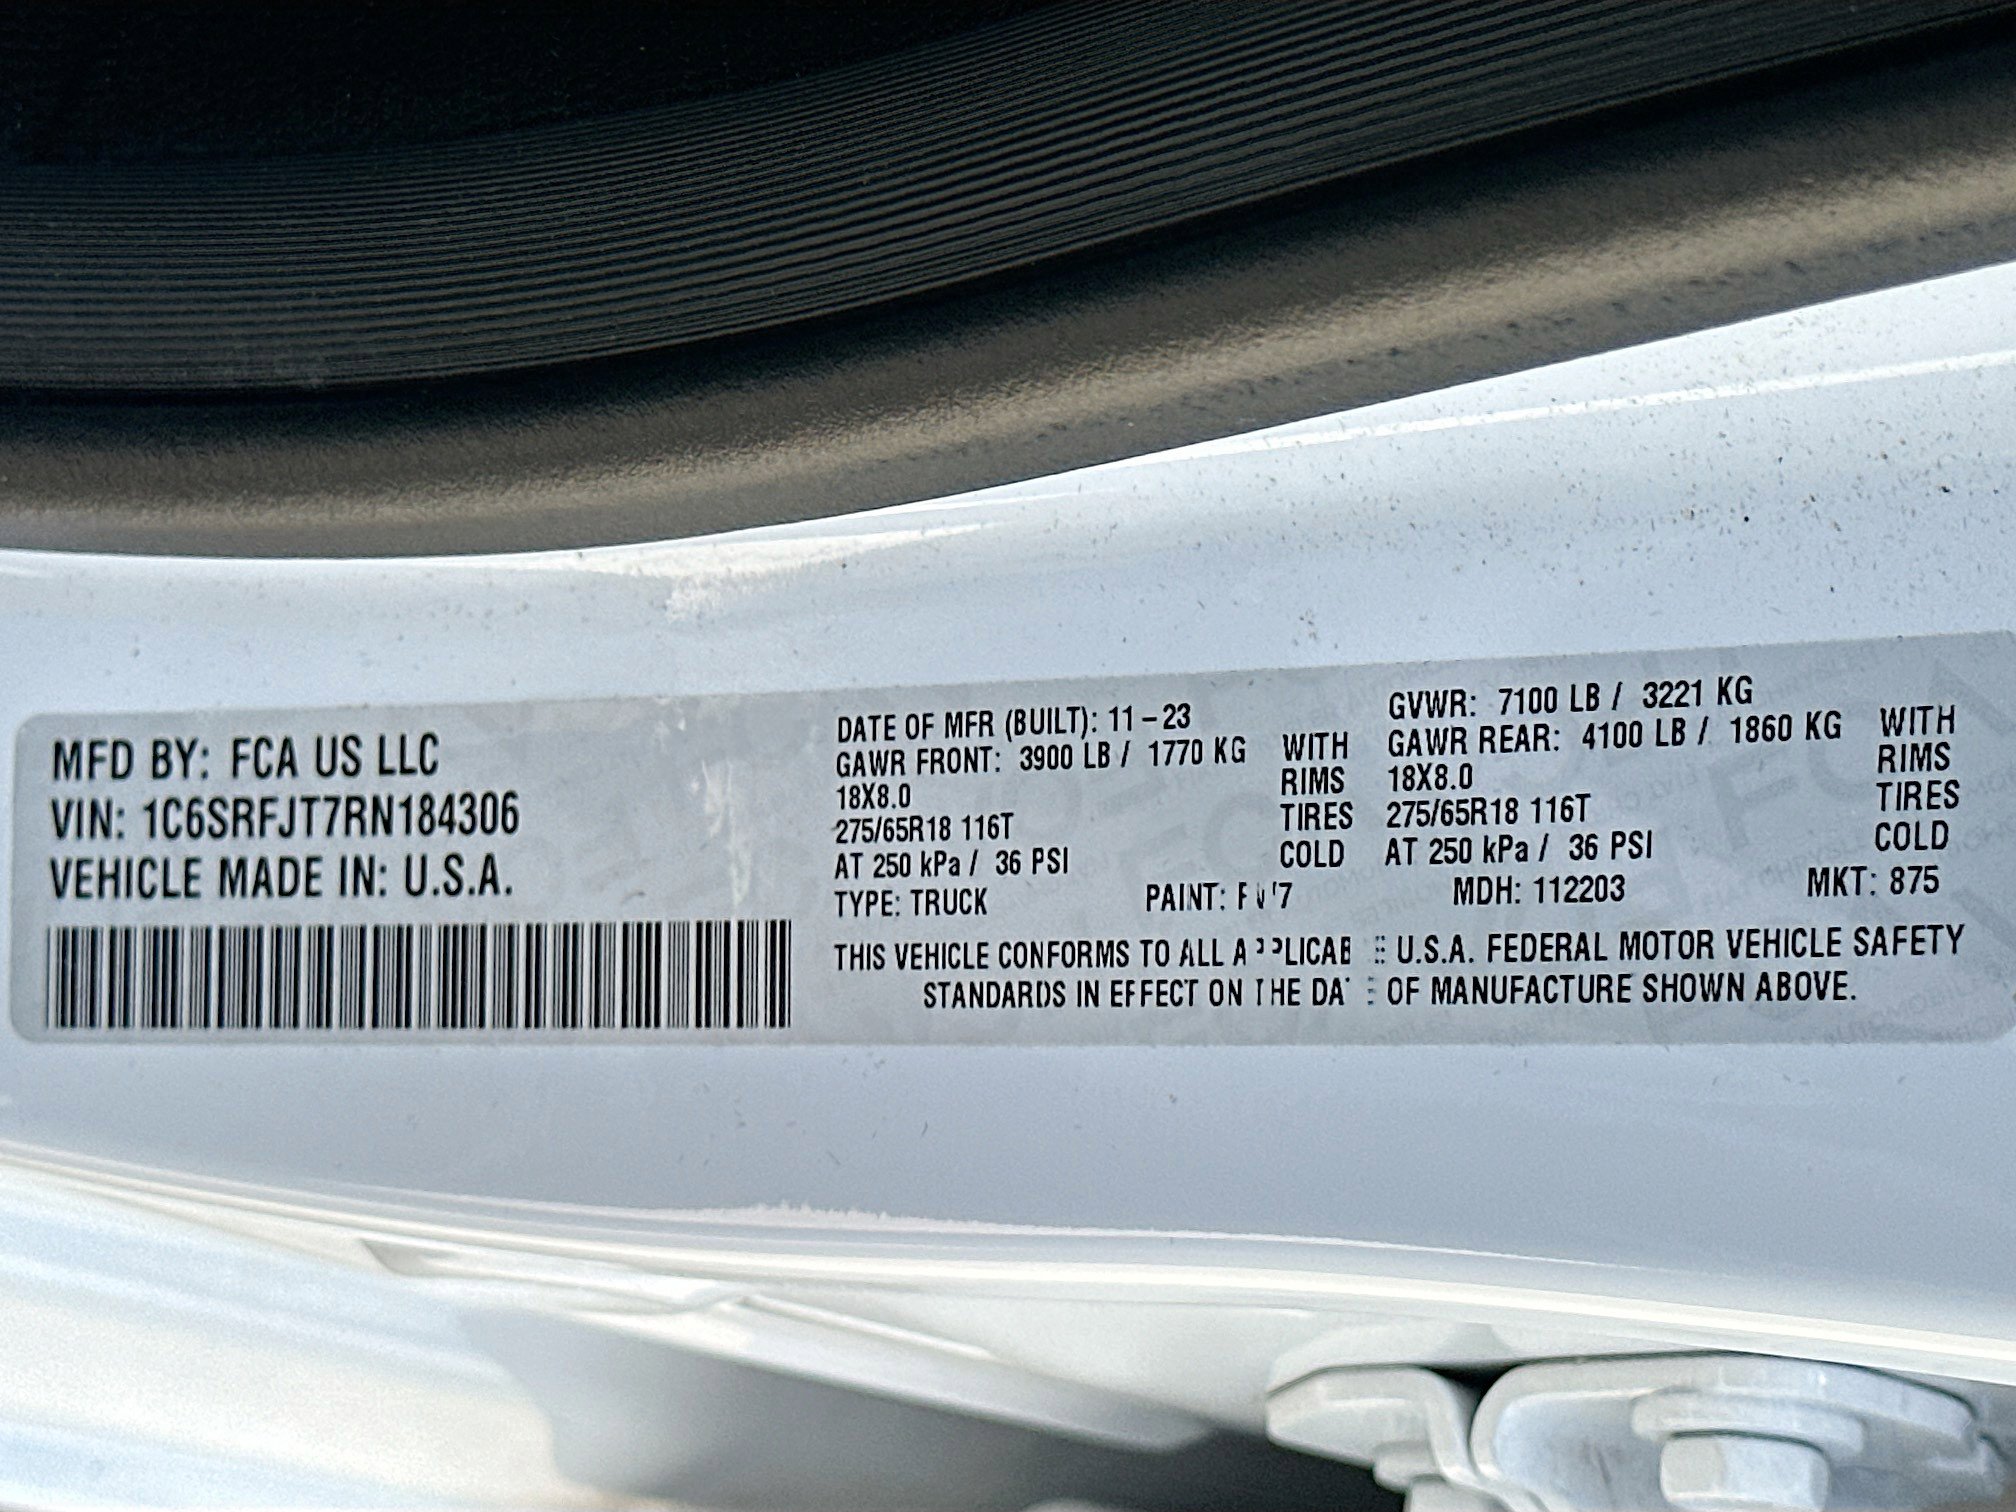 MFD BY: FCA US LLC
VIN: 1C6SRFJT7RN184306
VEHICLE MADE IN: U.S.A.
DATE OF MFR (BUILT): 11-23
GAWR FRONT: 3900 LB / 1770 KG WITH
18X8.0 RIMS
275/65R18 116T TIRES
AT 250 kPa / 36 PSI COLD
GVWR: 7100 LB / 3221 KG
GAWR REAR: 4100 LB / 1860 KG WITH
18X8.0 RIMS
275/65R18 116T TIRES
AT 250 kPa / 36 PSI COLD
TYPE: TRUCK PAINT: MDH: 112203 MKT: 875
THIS VEHICLE CONFORMS TO ALL APPLICABLE U.S.A. FEDERAL MOTOR VEHICLE SAFETY
STANDARDS IN EFFECT ON THE DATE OF MANUFACTURE SHOWN ABOVE.